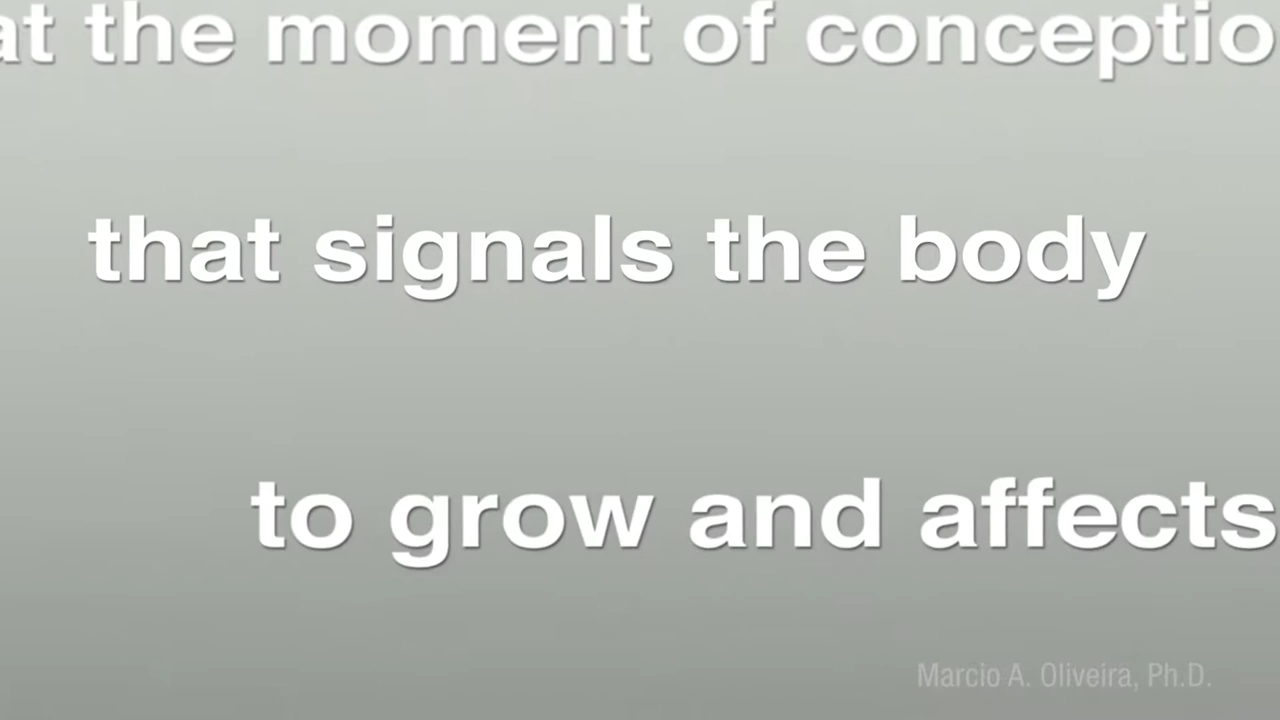 at the moment of conceptio
that signals the body
to grow and affects
Marcio A. Oliveira, Ph.D.